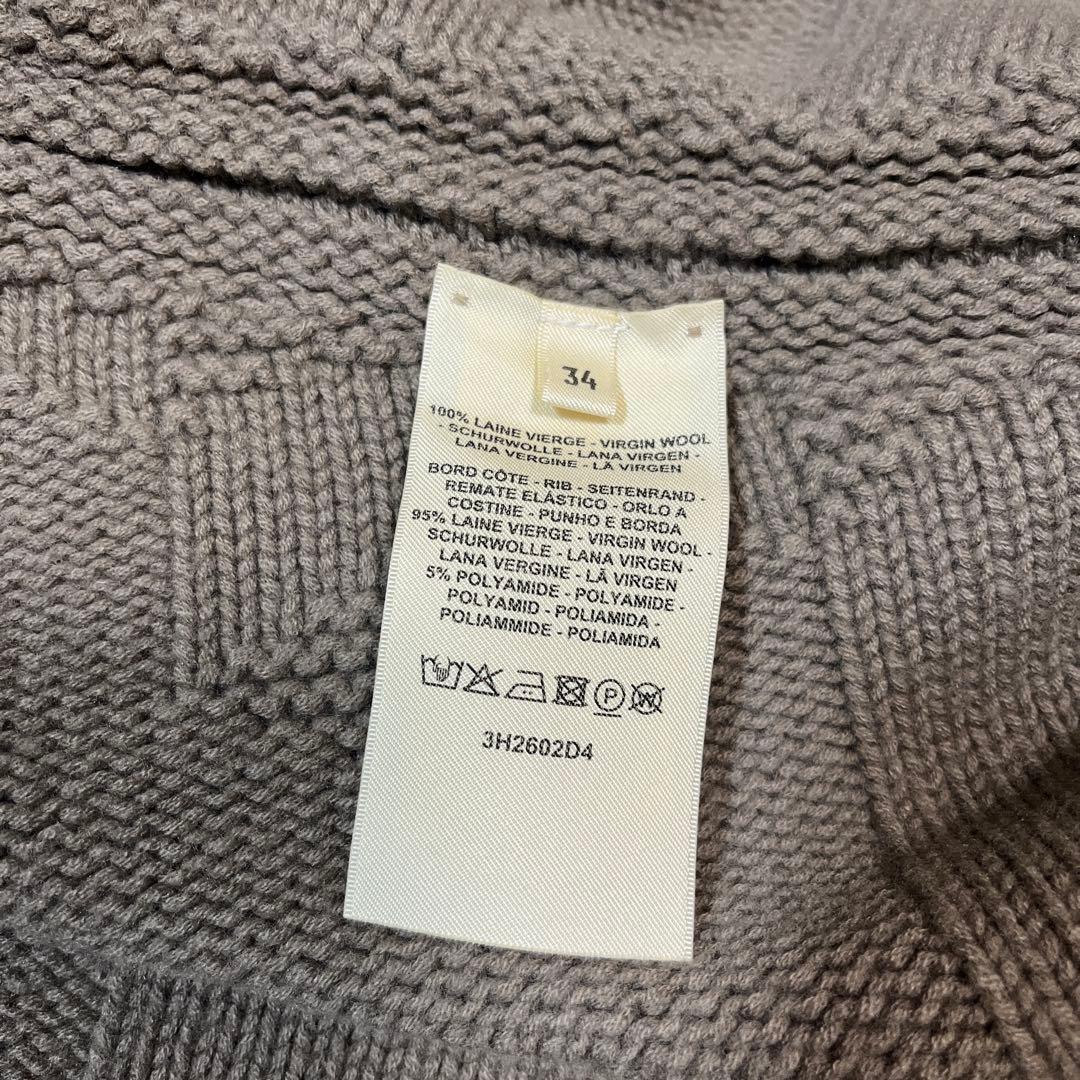 34
100% LAINE VIERGE - VIRGIN WOOL
- SCHURWOLLE - LANA VIRGEN -
LANA VERGINE - LÃ VIRGEN
BORD CÔTE - RIB - SEITENRAND -
REMATE ELÁSTICO - ORLO A
COSTINE - PUNHO E BORDA
95% LAINE VIERGE - VIRGIN WOOL -
SCHURWOLLE - LANA VIRGEN -
LANA VERGINE - LÃ VIRGEN
5% POLYAMIDE - POLYAMIDE -
POLYAMID - POLIAMIDA -
POLIAMMIDE - POLIAMIDA
P W
3H2602D4